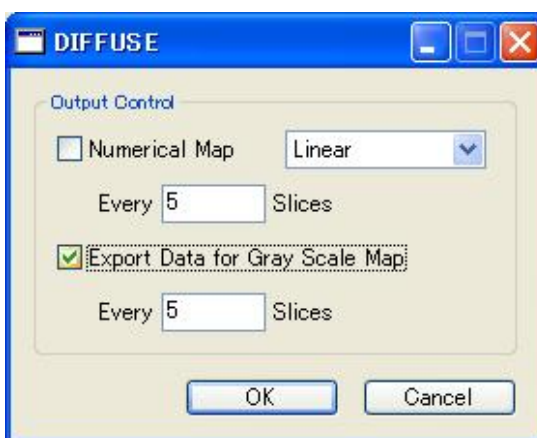 DIFFUSE
Output Control
Numerical Map Linear
Every 5 Slices
Export Data for Gray Scale Map
Every 5 Slices
OK Cancel